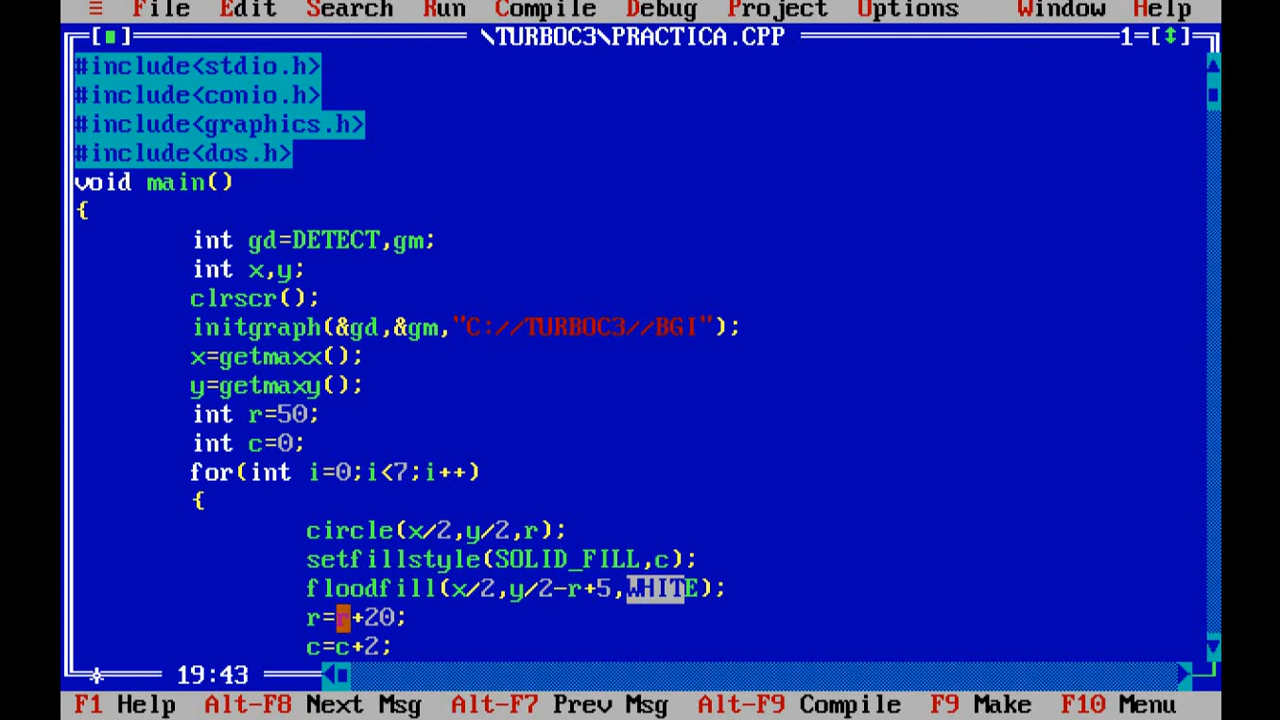 ≡ File Edit Search Run Compile Debug Project Options Window Help
[■] \TURBOC3\PRACTICA.CPP 1=[↕]
#include<stdio.h>
#include<conio.h>
#include<graphics.h>
#include<dos.h>
void main()
{
int gd=DETECT,gm;
int x,y;
clrscr();
initgraph(&gd,&gm,"C://TURBOC3//BGI");
x=getmaxx();
y=getmaxy();
int r=50;
int c=0;
for(int i=0;i<7;i++)
{
circle(x/2,y/2,r);
setfillstyle(SOLID_FILL,c);
floodfill(x/2,y/2-r+5,WHITE);
r=r+20;
c=c+2;
19:43
F1 Help Alt-F8 Next Msg Alt-F7 Prev Msg Alt-F9 Compile F9 Make F10 Menu